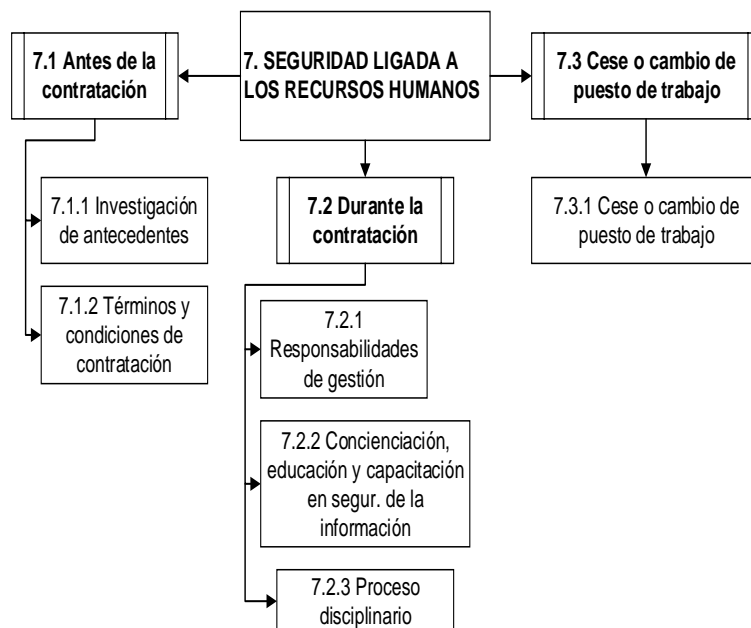 7. SEGURIDAD LIGADA A
LOS RECURSOS HUMANOS
7.1 Antes de la
contratación
7.1.1 Investigación
de antecedentes
7.1.2 Términos y
condiciones de
contratación
7.2 Durante la
contratación
7.2.1
Responsabilidades
de gestión
7.2.2 Concienciación,
educación y capacitación
en segur. de la
información
7.2.3 Proceso
disciplinario
7.3 Cese o cambio de
puesto de trabajo
7.3.1 Cese o cambio de
puesto de trabajo